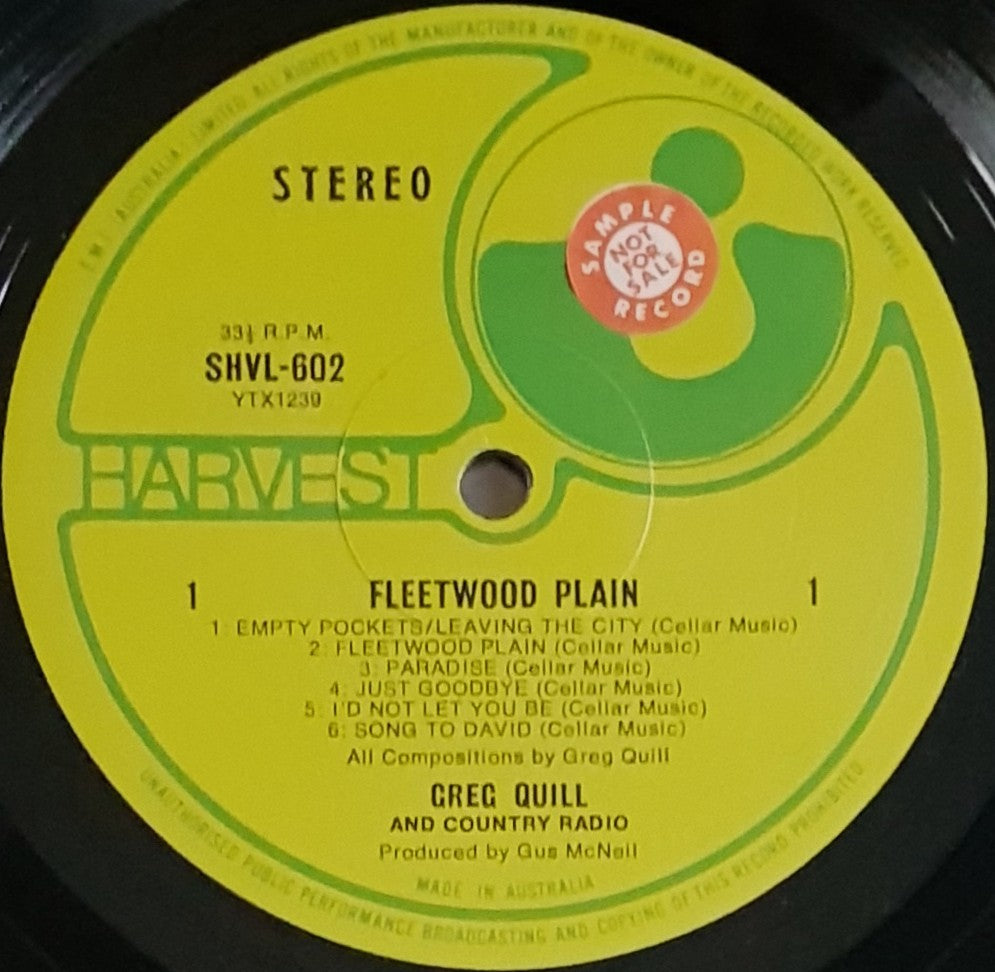 E.M.I. (AUSTRALIA) LIMITED. ALL RIGHTS OF THE MANUFACTURER AND OF THE OWNER OF THE RECORDED WORK RESERVED
STEREO
SAMPLE
NOT
FOR
SALE
RECORD
33⅓ R.P.M.
SHVL-602
YTX1239
HARVEST
1 FLEETWOOD PLAIN 1
1: EMPTY POCKETS/LEAVING THE CITY (Cellar Music)
2: FLEETWOOD PLAIN (Cellar Music)
3: PARADISE (Cellar Music)
4: JUST GOODBYE (Cellar Music)
5: I'D NOT LET YOU BE (Cellar Music)
6: SONG TO DAVID (Cellar Music)
All Compositions by Greg Quill
GREG QUILL
AND COUNTRY RADIO
Produced by Gus McNeil
MADE IN AUSTRALIA
UNAUTHORISED PUBLIC PERFORMANCE BROADCASTING AND COPYING OF THIS RECORD PROHIBITED